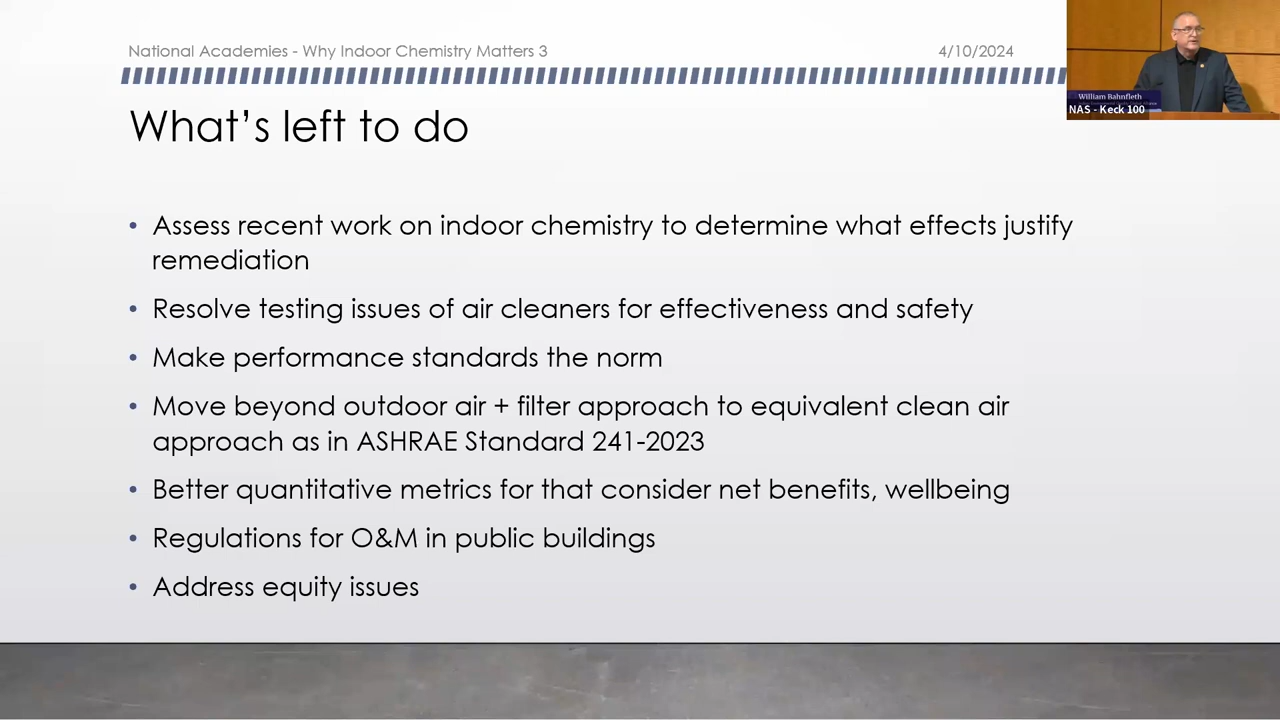 National Academies - Why Indoor Chemistry Matters 3
4/10/2024
William Bahnfleth
NAS - Keck 100
What's left to do
• Assess recent work on indoor chemistry to determine what effects justify
remediation
• Resolve testing issues of air cleaners for effectiveness and safety
• Make performance standards the norm
• Move beyond outdoor air + filter approach to equivalent clean air
approach as in ASHRAE Standard 241-2023
• Better quantitative metrics for that consider net benefits, wellbeing
• Regulations for O&M in public buildings
• Address equity issues